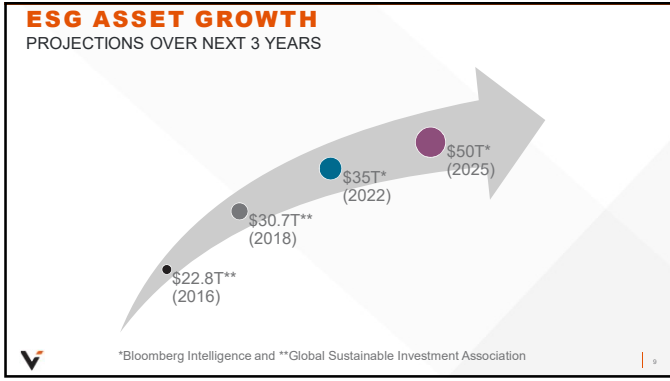 ESG ASSET GROWTH
PROJECTIONS OVER NEXT 3 YEARS
$50T*
(2025)
$35T*
(2022)
$30.7T**
(2018)
$22.8T**
(2016)
*Bloomberg Intelligence and **Global Sustainable Investment Association
9